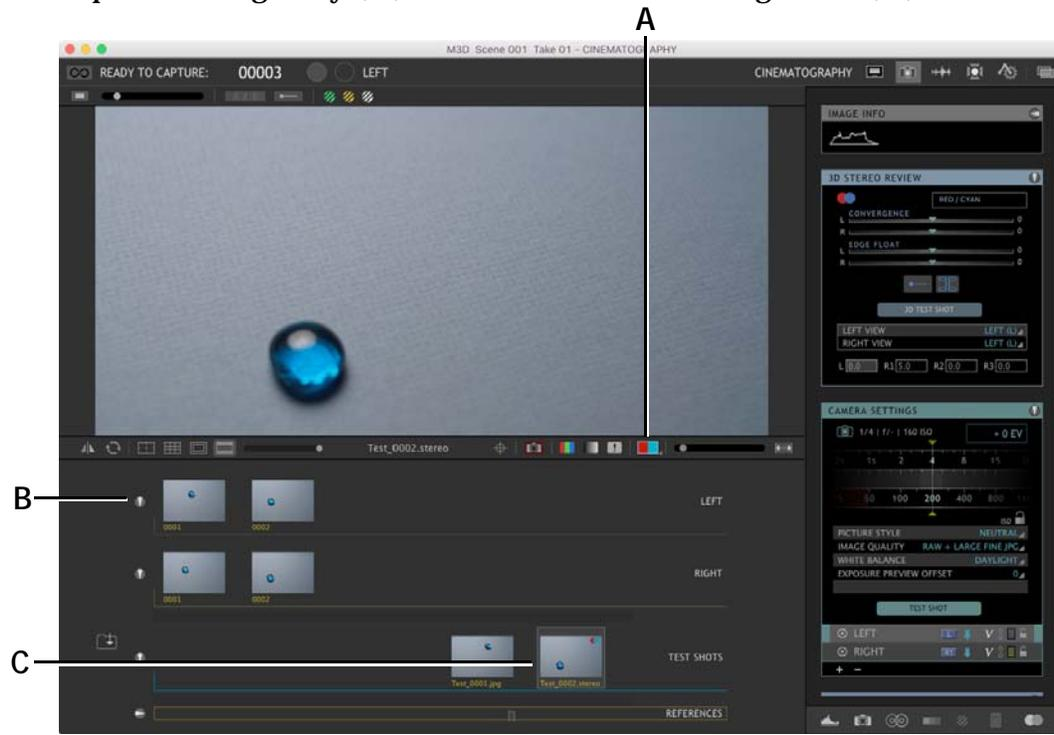 A
M3D Scene 001 Take 01 - CINEMATOGRAPHY
READY TO CAPTURE: 00003 LEFT
CINEMATOGRAPHY
IMAGE INFO
3D STEREO REVIEW
RED / CYAN
CONVERGENCE
L 0
R 0
EDGE FLOAT
L 0
R 0
3D TEST SHOT
LEFT VIEW LEFT (L)
RIGHT VIEW LEFT (L)
L 0.0 R1 5.0 R2 0.0 R3 0.0
CAMERA SETTINGS
1/4 | f/- | 160 ISO + 0 EV
1s 2 4 8 15
50 100 200 400 800
ISO
PICTURE STYLE NEUTRAL
IMAGE QUALITY RAW + LARGE FINE JPG
WHITE BALANCE DAYLIGHT
EXPOSURE PREVIEW OFFSET 0
TEST SHOT
LEFT V
RIGHT V
+ -
Test_0002.stereo
B
LEFT
0001 0002
RIGHT
0001 0002
C
TEST SHOTS
Test_0001.jpg Test_0002.stereo
REFERENCES